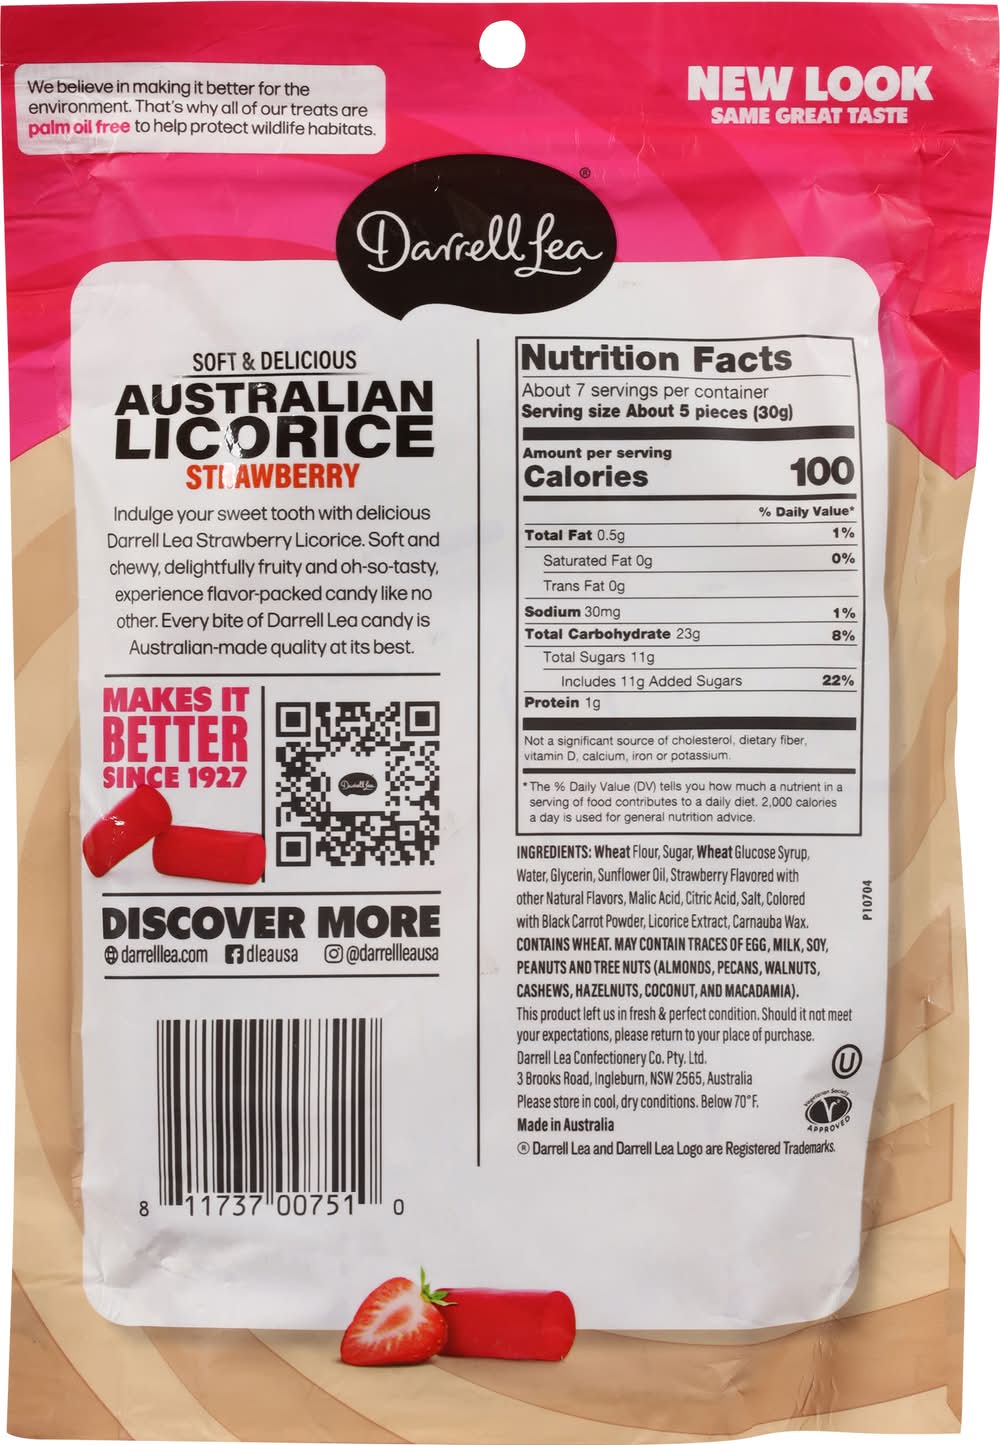 We believe in making it better for the
environment. That's why all of our treats are
palm oil free to help protect wildlife habitats.
NEW LOOK
SAME GREAT TASTE
Darrell Lea ®
SOFT & DELICIOUS
AUSTRALIAN
LICORICE
STRAWBERRY
Indulge your sweet tooth with delicious
Darrell Lea Strawberry Licorice. Soft and
chewy, delightfully fruity and oh-so-tasty,
experience flavor-packed candy like no
other. Every bite of Darrell Lea candy is
Australian-made quality at its best.
MAKES IT
BETTER
SINCE 1927
Darrell Lea
DISCOVER MORE
darrelllea.com dleausa @darrellleausa
8 11737 00751 0
Nutrition Facts
About 7 servings per container
Serving size About 5 pieces (30g)
Amount per serving
Calories 100
% Daily Value*
Total Fat 0.5g 1%
Saturated Fat 0g 0%
Trans Fat 0g
Sodium 30mg 1%
Total Carbohydrate 23g 8%
Total Sugars 11g
Includes 11g Added Sugars 22%
Protein 1g
Not a significant source of cholesterol, dietary fiber,
vitamin D, calcium, iron or potassium.
*The % Daily Value (DV) tells you how much a nutrient in a
serving of food contributes to a daily diet. 2,000 calories
a day is used for general nutrition advice.
INGREDIENTS: Wheat Flour, Sugar, Wheat Glucose Syrup,
Water, Glycerin, Sunflower Oil, Strawberry Flavored with
other Natural Flavors, Malic Acid, Citric Acid, Salt, Colored
with Black Carrot Powder, Licorice Extract, Carnauba Wax.
CONTAINS WHEAT. MAY CONTAIN TRACES OF EGG, MILK, SOY,
PEANUTS AND TREE NUTS (ALMONDS, PECANS, WALNUTS,
CASHEWS, HAZELNUTS, COCONUT, AND MACADAMIA).
This product left us in fresh & perfect condition. Should it not meet
your expectations, please return to your place of purchase.
Darrell Lea Confectionery Co. Pty. Ltd.
3 Brooks Road, Ingleburn, NSW 2565, Australia
Please store in cool, dry conditions. Below 70°F.
Made in Australia
® Darrell Lea and Darrell Lea Logo are Registered Trademarks.
P10704
U
Vegetarian Society
V
APPROVED